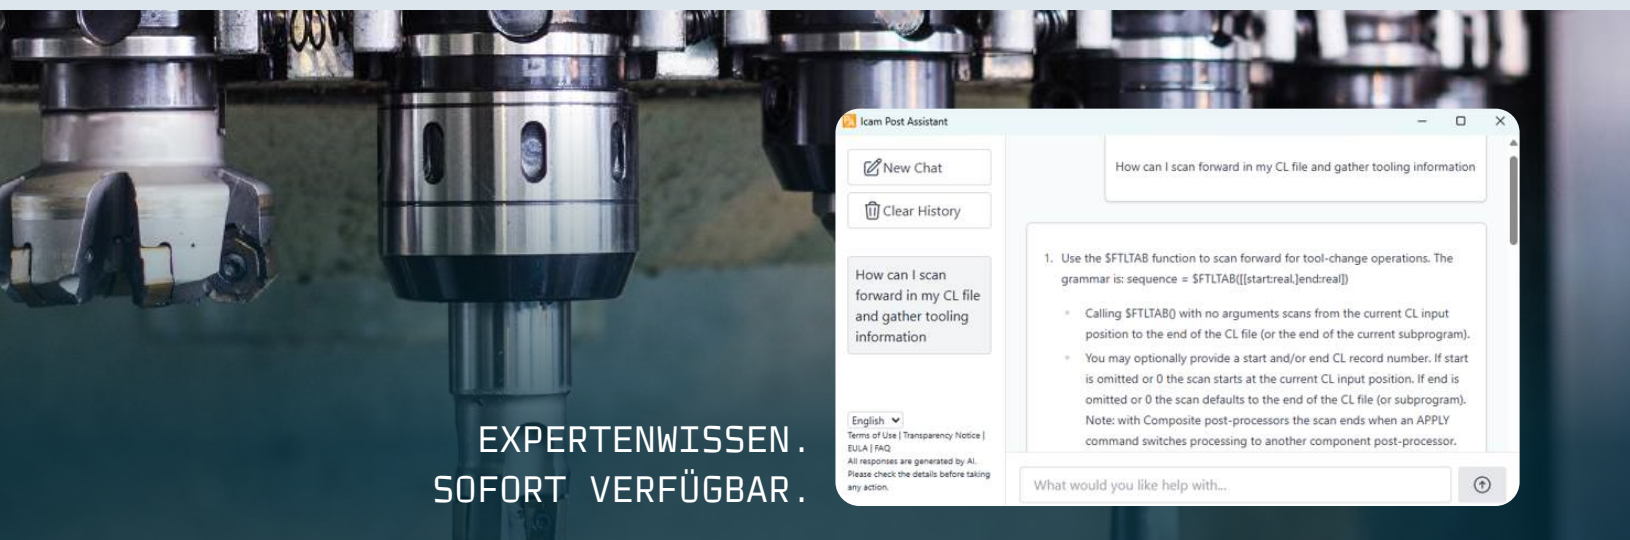 EXPERTENWISSEN.
SOFORT VERFÜGBAR.
Icam Post Assistant
New Chat
Clear History
How can I scan
forward in my CL file
and gather tooling
information
English
Terms of Use | Transparency Notice |
EULA | FAQ
All responses are generated by AI.
Please check the details before taking
any action.
How can I scan forward in my CL file and gather tooling information
1. Use the $FTLTAB function to scan forward for tool-change operations. The
grammar is: sequence = $FTLTAB([[start:real,]end:real])
Calling $FTLTAB() with no arguments scans from the current CL input
position to the end of the CL file (or the end of the current subprogram).
You may optionally provide a start and/or end CL record number. If start
is omitted or 0 the scan starts at the current CL input position. If end is
omitted or 0 the scan defaults to the end of the CL file (or subprogram).
Note: with Composite post-processors the scan ends when an APPLY
command switches processing to another component post-processor.
What would you like help with...